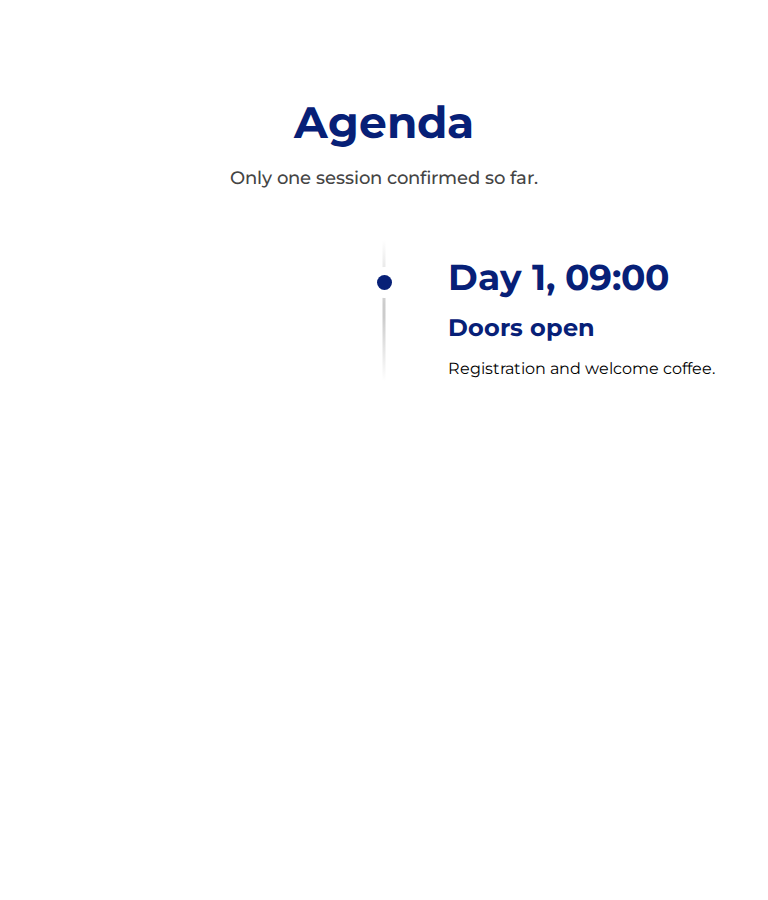 Agenda
Only one session confirmed so far.
Day 1, 09:00
Doors open
Registration and welcome coffee.